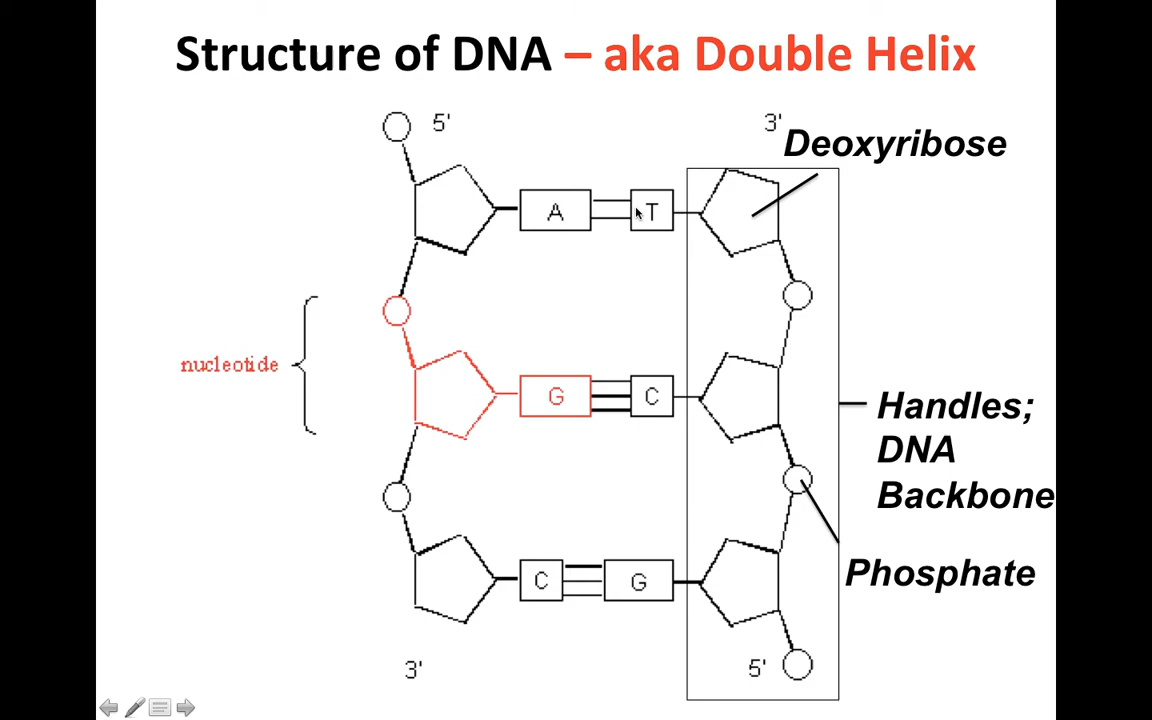 Structure of DNA – aka Double Helix
5'
3'
Deoxyribose
A
T
nucleotide
G
C
Handles;
DNA
Backbone
C
G
Phosphate
3'
5'